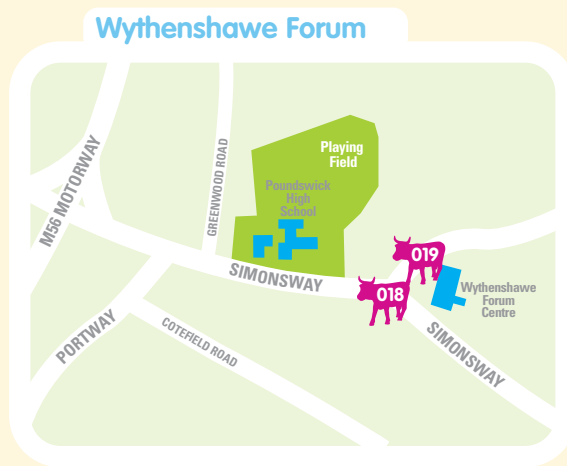 Wythenshawe Forum
M56 MOTORWAY
GREENWOOD ROAD
Playing
Field
Poundswick
High
School
SIMONSWAY
019
018
Wythenshawe
Forum
Centre
PORTWAY
COTEFIELD ROAD
SIMONSWAY